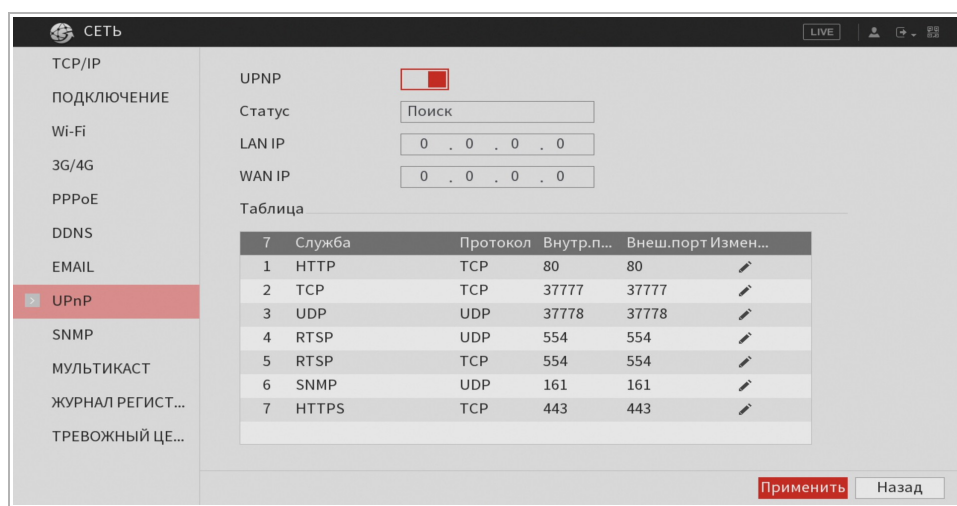 СЕТЬ LIVE
TCP/IP
ПОДКЛЮЧЕНИЕ
Wi-Fi
3G/4G
PPPoE
DDNS
EMAIL
UPnP
SNMP
МУЛЬТИКАСТ
ЖУРНАЛ РЕГИСТ...
ТРЕВОЖНЫЙ ЦЕ...
UPNP
Статус Поиск
LAN IP 0 . 0 . 0 . 0
WAN IP 0 . 0 . 0 . 0
Таблица
7 Служба Протокол Внутр.п... Внеш.порт Измен...
1 HTTP TCP 80 80
2 TCP TCP 37777 37777
3 UDP UDP 37778 37778
4 RTSP UDP 554 554
5 RTSP TCP 554 554
6 SNMP UDP 161 161
7 HTTPS TCP 443 443
Применить Назад